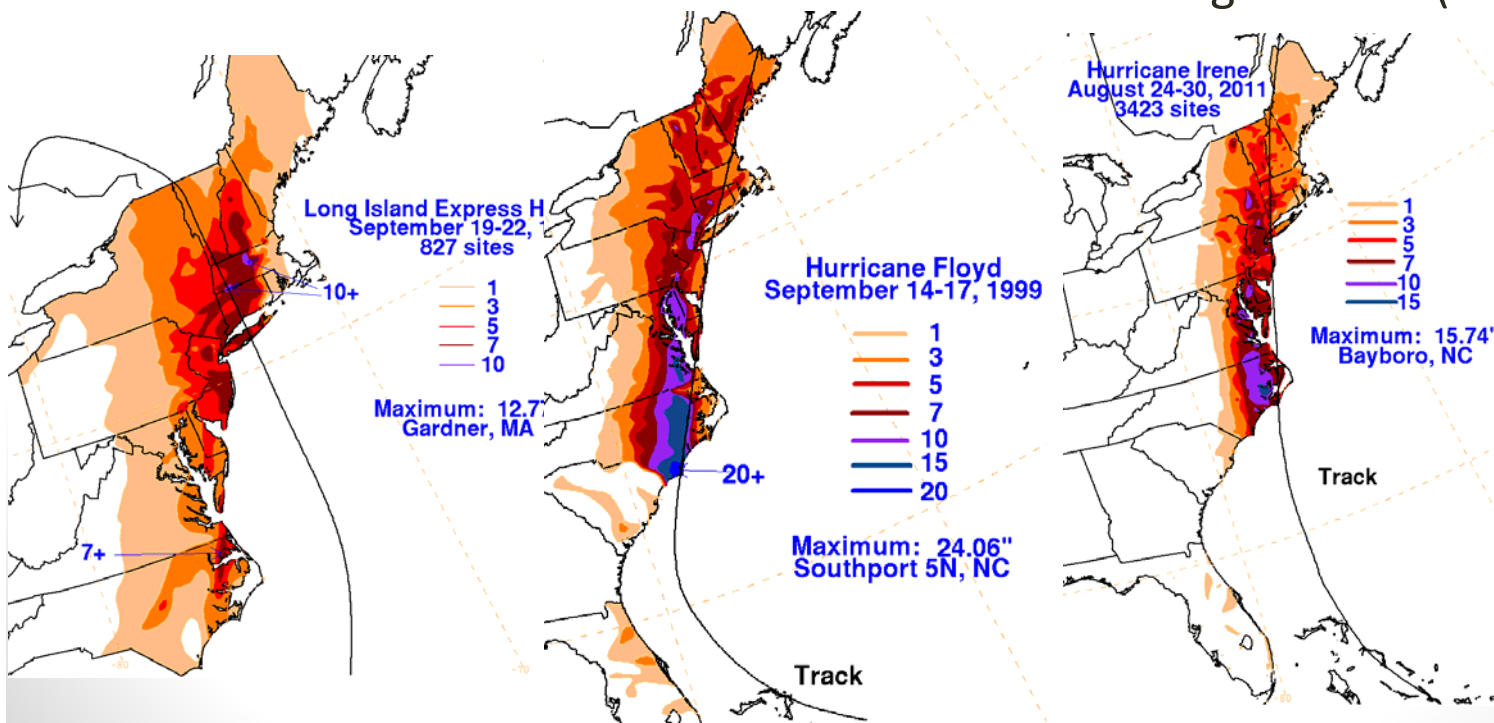 Long Island Express H
September 19-22,
827 sites
10+
1
3
5
7
10
Maximum: 12.7
Gardner, MA
7+
-80
-70
Hurricane Floyd
September 14-17, 1999
1
3
5
7
10
15
20
20+
Maximum: 24.06"
Southport 5N, NC
Track
Hurricane Irene
August 24-30, 2011
3423 sites
1
3
5
7
10
15
Maximum: 15.74"
Bayboro, NC
Track
-80